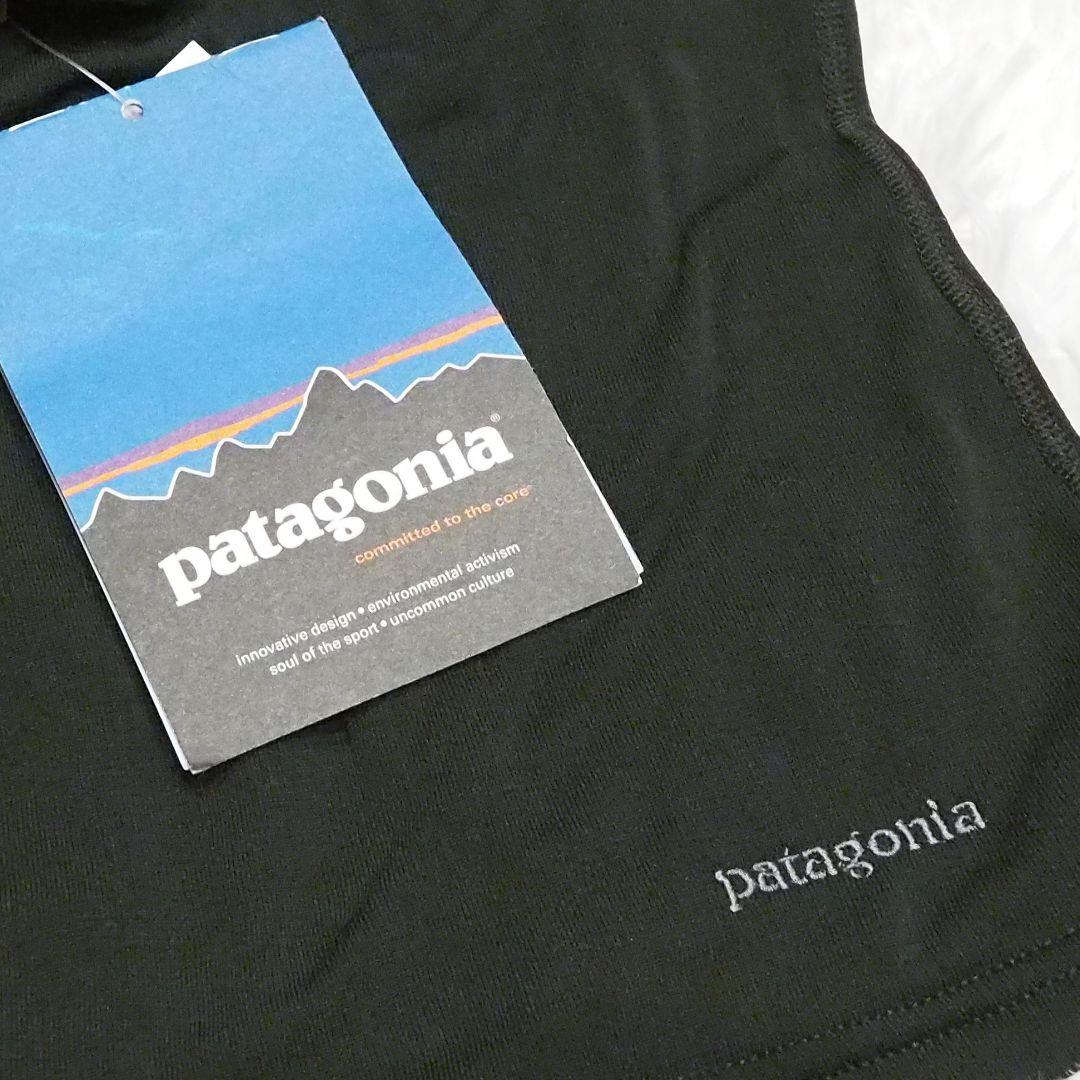 patagonia®
committed to the core
innovative design • environmental activism
soul of the sport • uncommon culture
patagonia